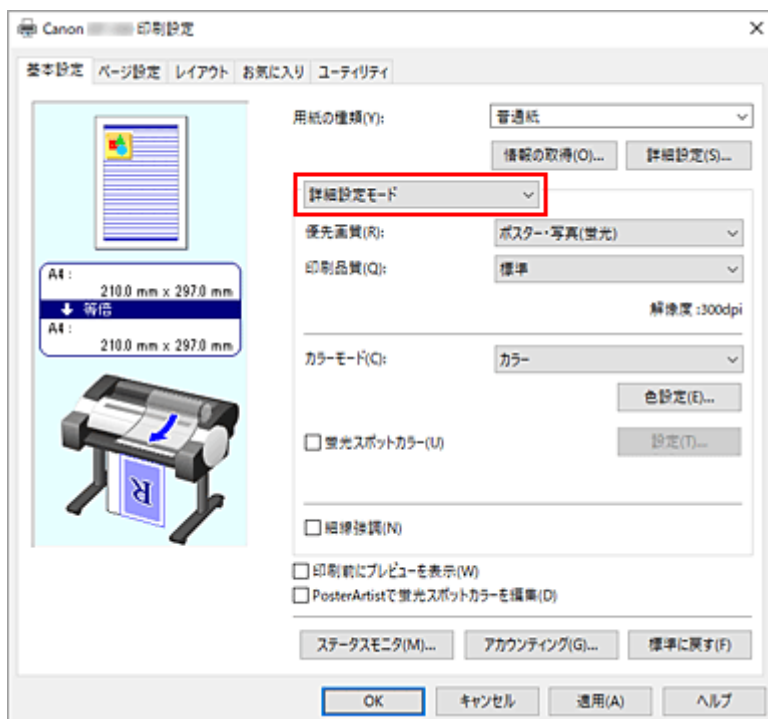 Canon 印刷設定
基本設定 ページ設定 レイアウト お気に入り ユーティリティ
用紙の種類(Y): 普通紙
情報の取得(O)... 詳細設定(S)...
詳細設定モード
優先画質(R): ポスター・写真(蛍光)
印刷品質(Q): 標準
解像度 :300dpi
A4 :
210.0 mm x 297.0 mm
等倍
A4 :
210.0 mm x 297.0 mm
カラーモード(C): カラー
色設定(E)...
蛍光スポットカラー(U) 設定(T)...
R
細線強調(N)
印刷前にプレビューを表示(W)
PosterArtistで蛍光スポットカラーを編集(D)
ステータスモニタ(M)... アカウンティング(G)... 標準に戻す(F)
OK キャンセル 適用(A) ヘルプ